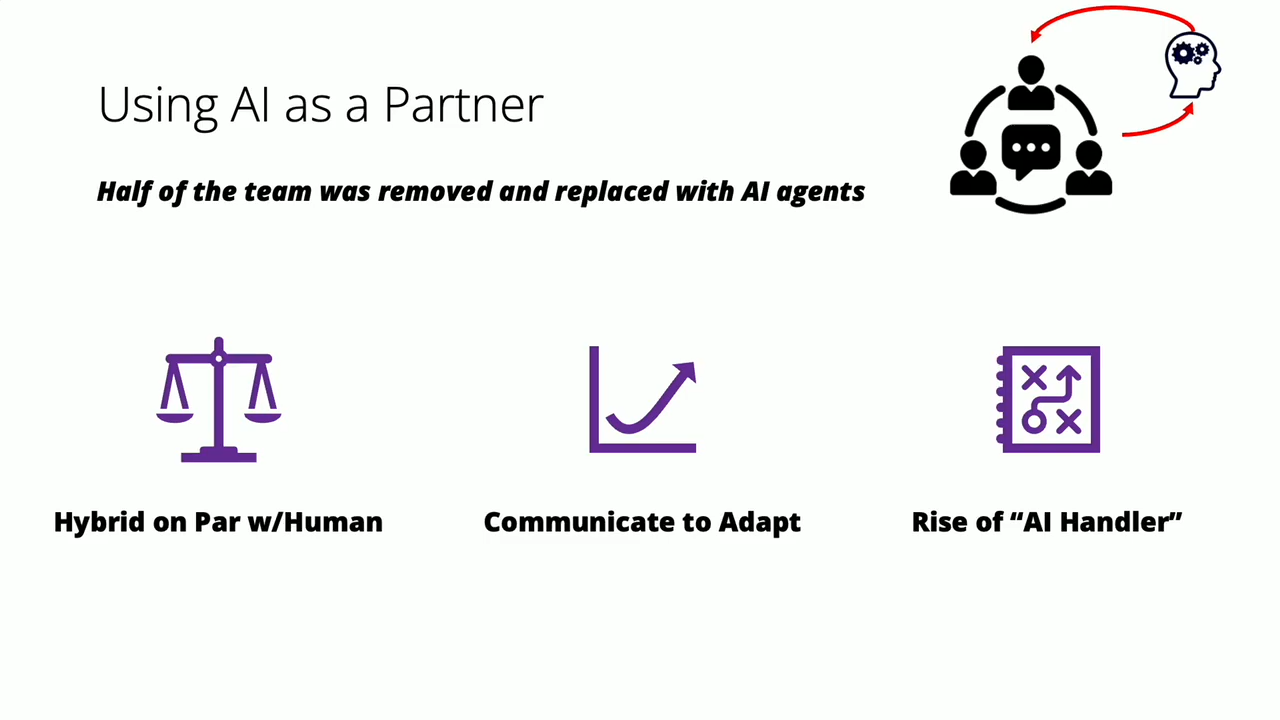 Using AI as a Partner
Half of the team was removed and replaced with AI agents
Hybrid on Par w/Human
Communicate to Adapt
Rise of “AI Handler”